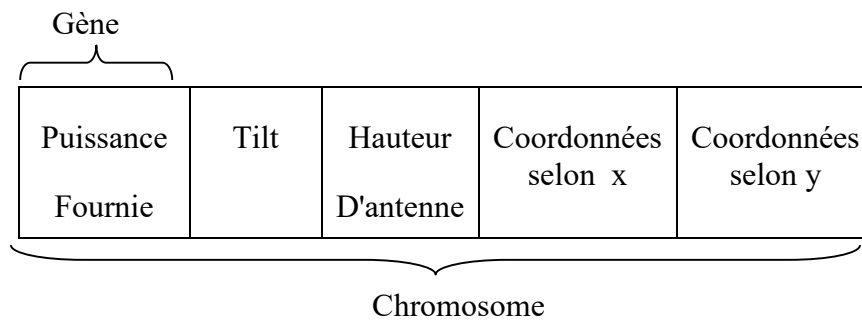 Gène
Puissance
Fournie
Tilt
Hauteur
D'antenne
Coordonnées
selon x
Coordonnées
selon y
Chromosome